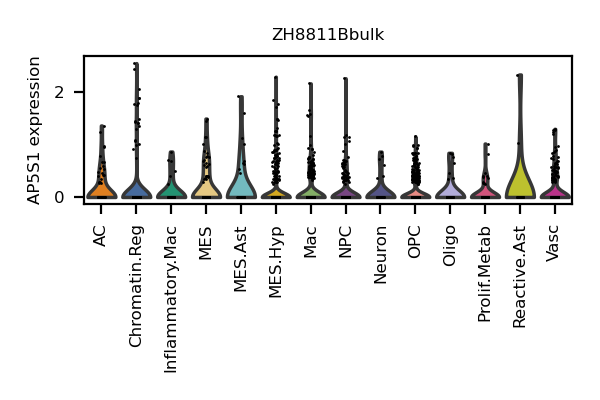 ZH8811Bbulk
AP5S1 expression
2
0
AC
Chromatin.Reg
Inflammatory.Mac
MES
MES.Ast
MES.Hyp
Mac
NPC
Neuron
OPC
Oligo
Prolif.Metab
Reactive.Ast
Vasc